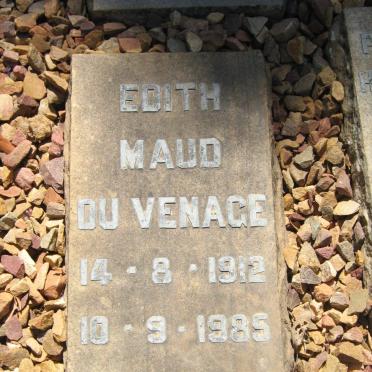 EDITH
MAUD
DU VENAGE
14 · 8 · 1912
10 · 9 · 1985